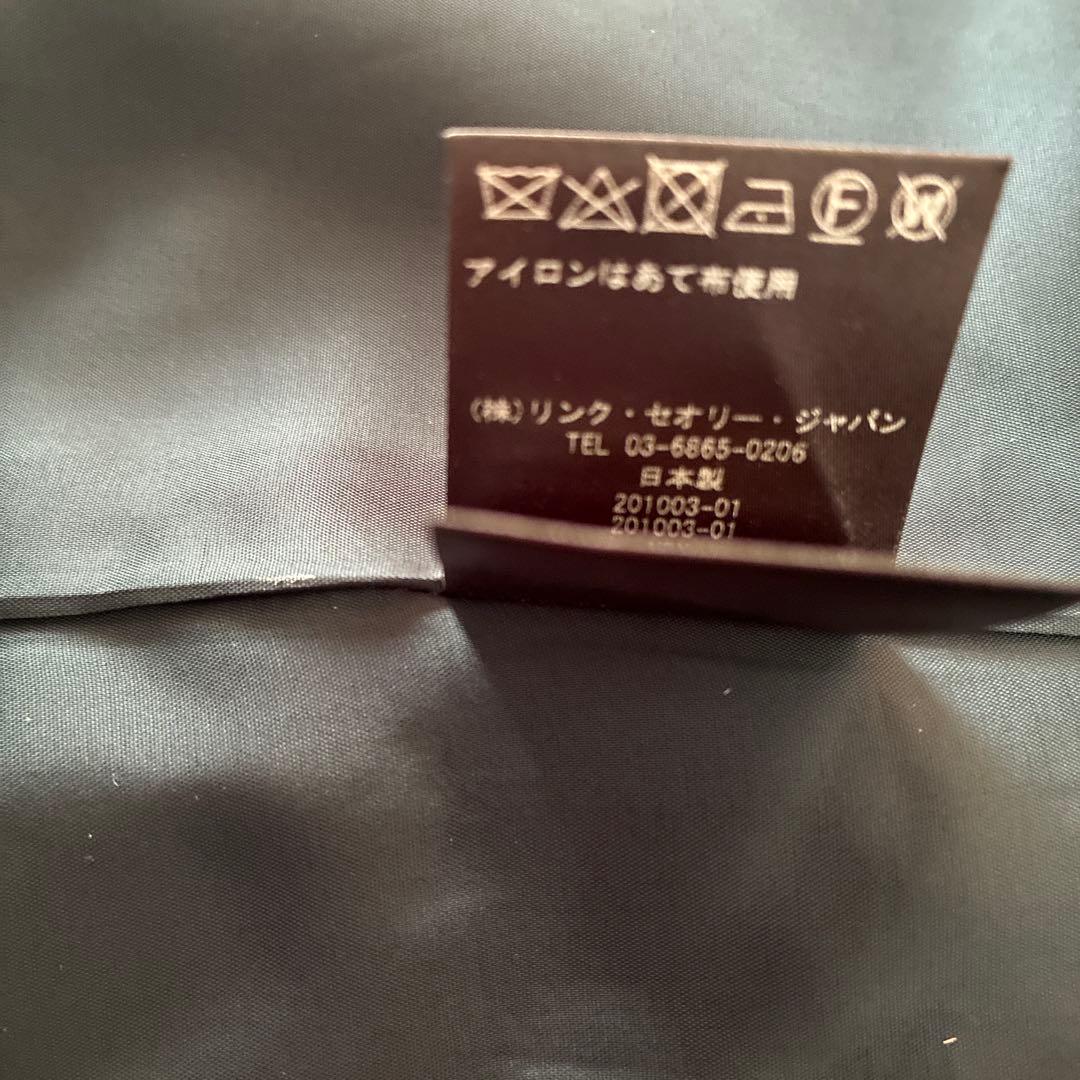 F W
アイロンはあて布使用
(株)リンク・セオリー・ジャパン
TEL 03-6865-0206
日本製
201003-01
201003-01